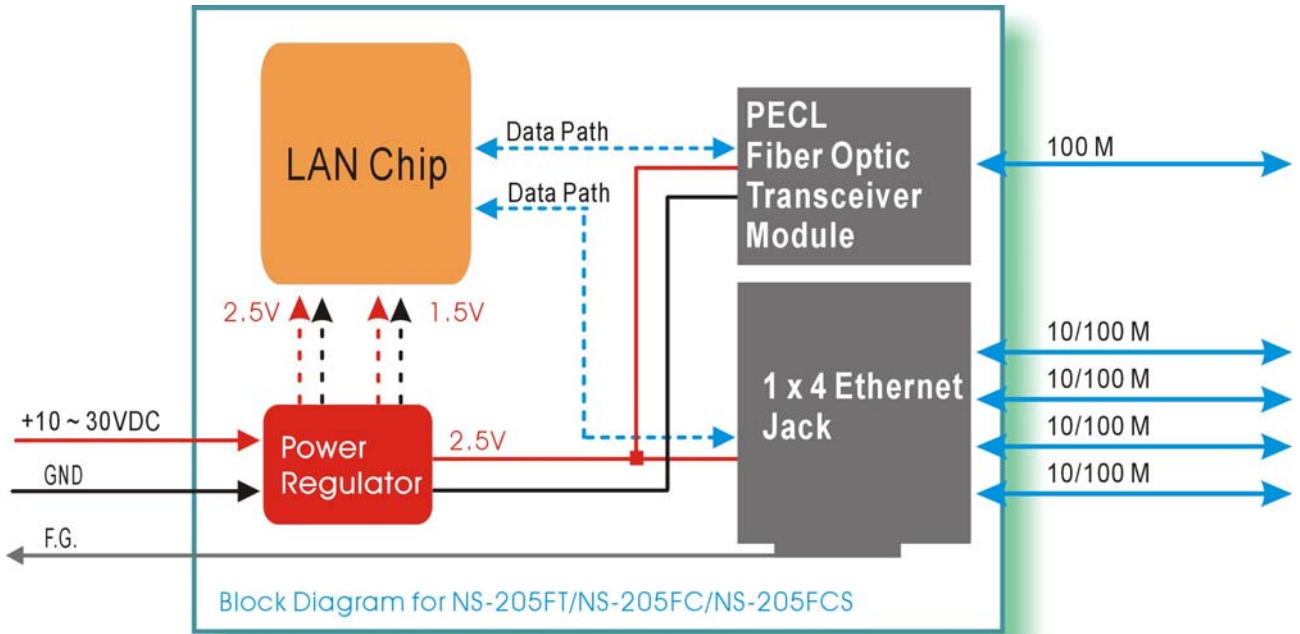 LAN Chip
Data Path
Data Path
PECL
Fiber Optic
Transceiver
Module
100 M
2.5V
1.5V
1 x 4 Ethernet
Jack
10/100 M
10/100 M
10/100 M
10/100 M
+10 ~ 30VDC
GND
F.G.
Power
Regulator
2.5V
Block Diagram for NS-205FT/NS-205FC/NS-205FCS